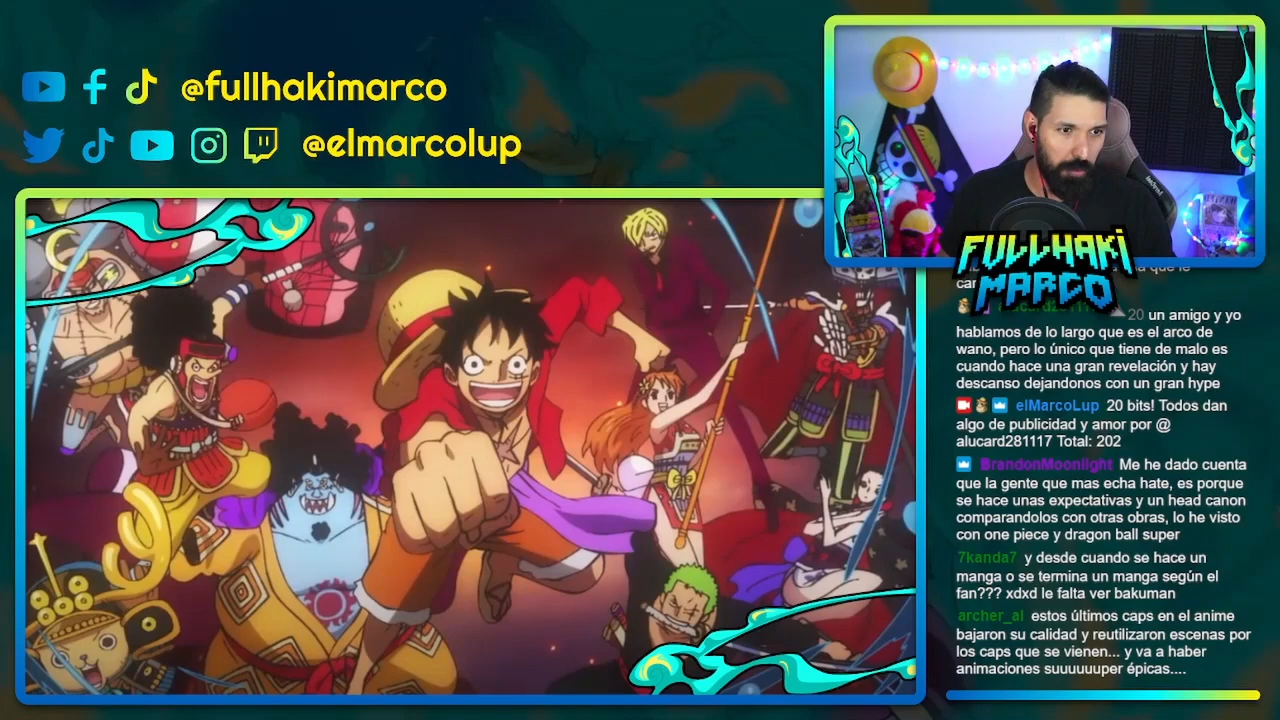 @fullhakimarco
@elmarcolup
FULLHAKI
MARCO
que le
20 un amigo y yo
hablamos de lo largo que es el arco de
wano, pero lo único que tiene de malo es
cuando hace una gran revelación y hay
descanso dejandonos con un gran hype
elMarcoLup 20 bits! Todos dan
algo de publicidad y amor por @
alucard281117 Total: 202
BrandonMoonlight Me he dado cuenta
que la gente que mas echa hate, es porque
se hace unas expectativas y un head canon
comparandolos con otras obras, lo he visto
con one piece y dragon ball super
7kanda7 y desde cuando se hace un
manga o se termina un manga según el
fan??? xdxd le falta ver bakuman
archer_al estos últimos caps en el anime
bajaron su calidad y reutilizaron escenas por
los caps que se vienen... y va a haber
animaciones suuuuuuper épicas....